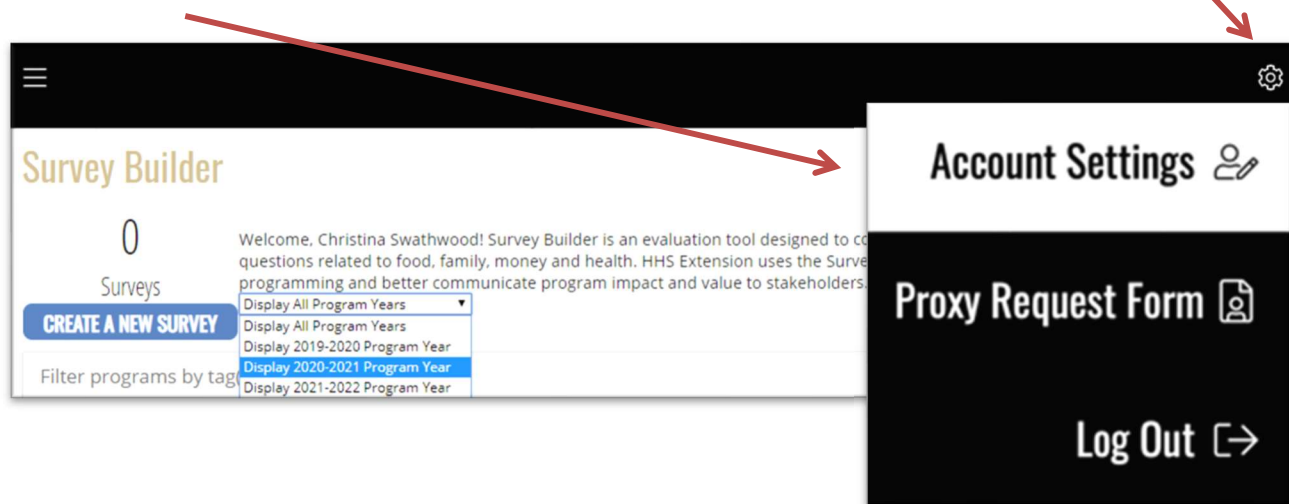 Survey Builder
0
Surveys
CREATE A NEW SURVEY
Welcome, Christina Swathwood! Survey Builder is an evaluation tool designed to
questions related to food, family, money and health. HHS Extension uses the
programming and better communicate program impact and value to stakeholders.
Display All Program Years
Display All Program Years
Display 2019-2020 Program Year
Display 2020-2021 Program Year
Display 2021-2022 Program Year
Filter programs by
Account Settings
Proxy Request Form
Log Out